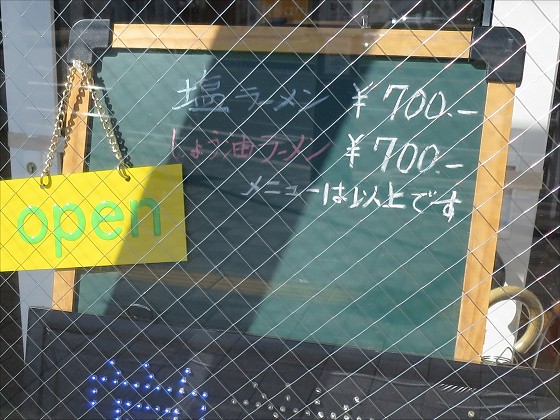 塩ラーメン ¥700.-
しょう油ラーメン ¥700.-
メニューは以上です
open